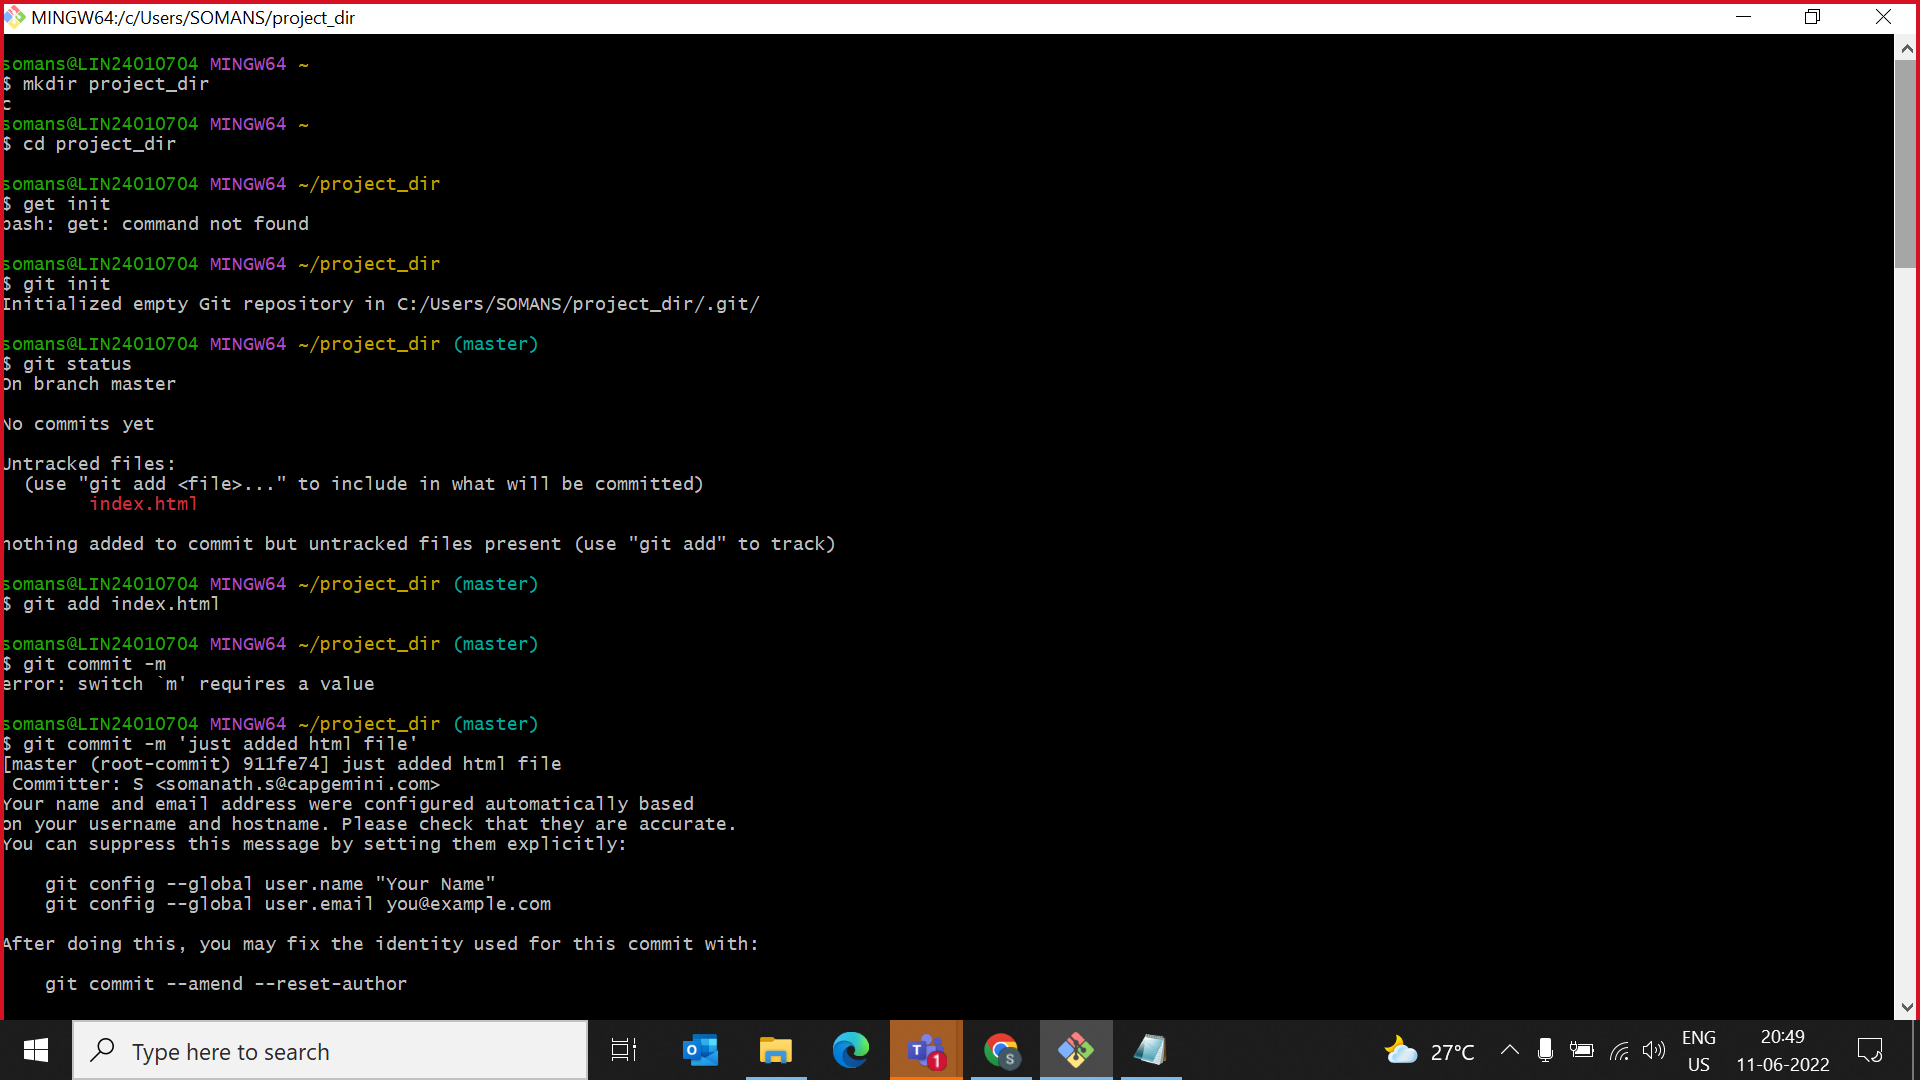 MINGW64:/c/Users/SOMANS/project_dir
somans@LIN24010704 MINGW64 ~
$ mkdir project_dir
c
somans@LIN24010704 MINGW64 ~
$ cd project_dir
somans@LIN24010704 MINGW64 ~/project_dir
$ get init
bash: get: command not found
somans@LIN24010704 MINGW64 ~/project_dir
$ git init
Initialized empty Git repository in C:/Users/SOMANS/project_dir/.git/
somans@LIN24010704 MINGW64 ~/project_dir (master)
$ git status
On branch master
No commits yet
Untracked files:
(use "git add <file>..." to include in what will be committed)
index.html
nothing added to commit but untracked files present (use "git add" to track)
somans@LIN24010704 MINGW64 ~/project_dir (master)
$ git add index.html
somans@LIN24010704 MINGW64 ~/project_dir (master)
$ git commit -m
error: switch `m' requires a value
somans@LIN24010704 MINGW64 ~/project_dir (master)
$ git commit -m 'just added html file'
[master (root-commit) 911fe74] just added html file
Committer: S <somanath.s@capgemini.com>
Your name and email address were configured automatically based
on your username and hostname. Please check that they are accurate.
You can suppress this message by setting them explicitly:
git config --global user.name "Your Name"
git config --global user.email you@example.com
After doing this, you may fix the identity used for this commit with:
git commit --amend --reset-author
Type here to search
O
T
1
S
27°C
ENG
US
20:49
11-06-2022